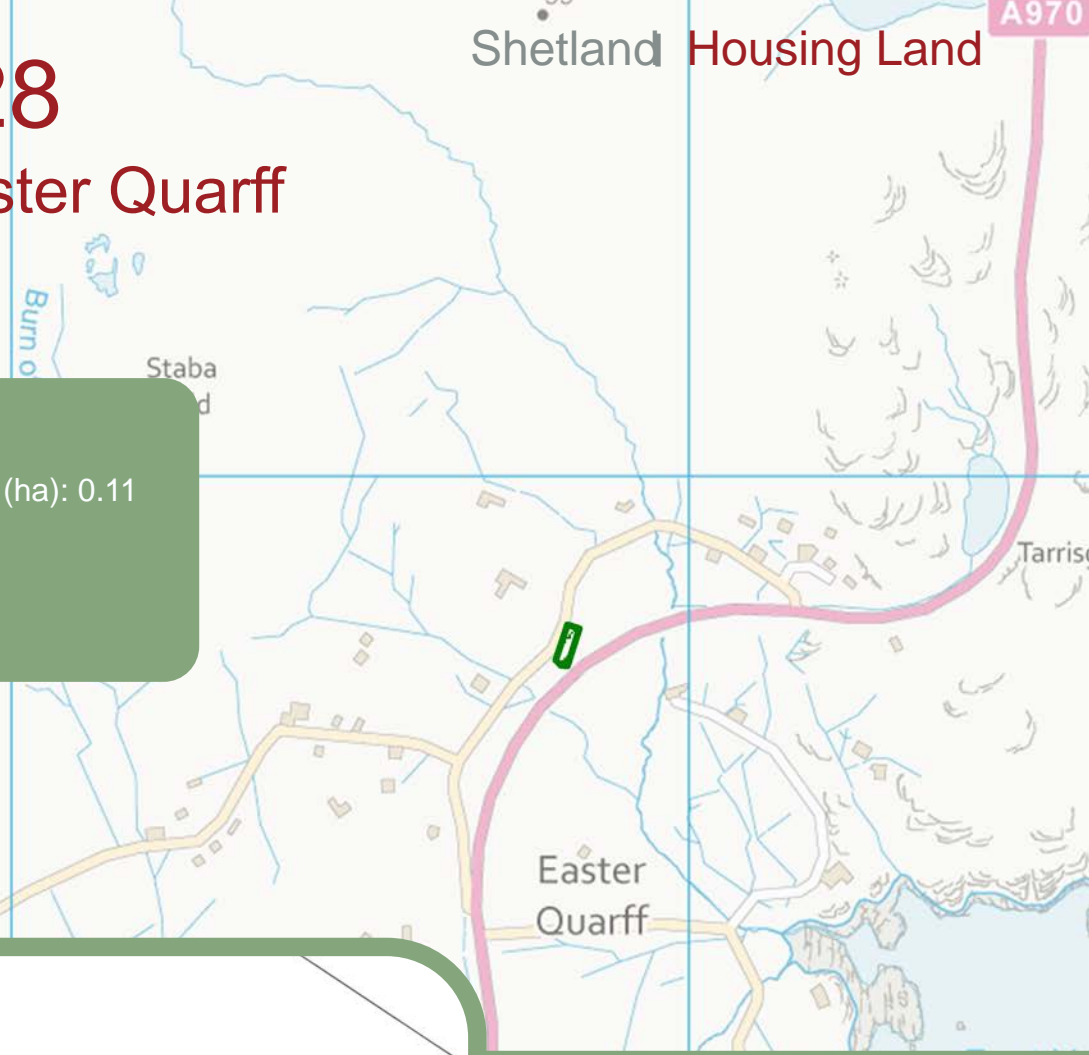 A970
Shetland | Housing Land
28
ster Quarff
Burn o
Staba
d
(ha): 0.11
Tarris
Easter
Quarff